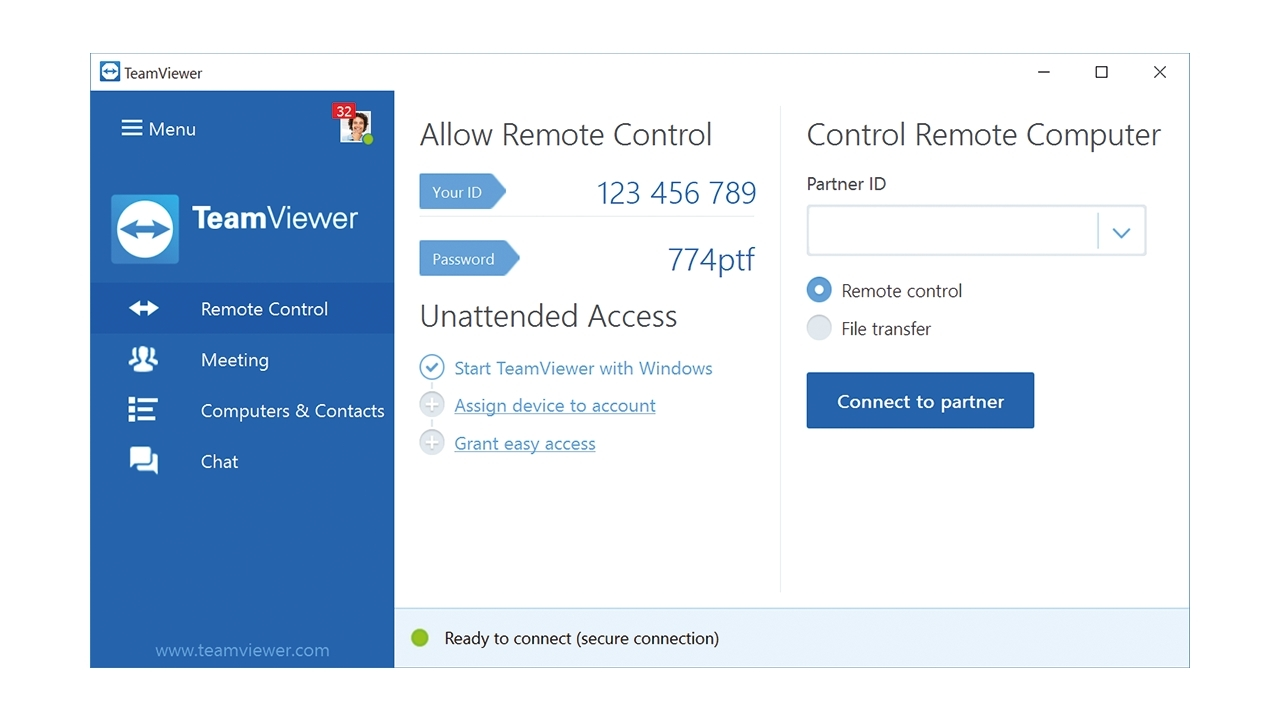 TeamViewer
Menu
32
TeamViewer
Remote Control
Meeting
Computers & Contacts
Chat
www.teamviewer.com
Allow Remote Control
Your ID 123 456 789
Password 774ptf
Unattended Access
Start TeamViewer with Windows
Assign device to account
Grant easy access
Control Remote Computer
Partner ID
Remote control
File transfer
Connect to partner
Ready to connect (secure connection)